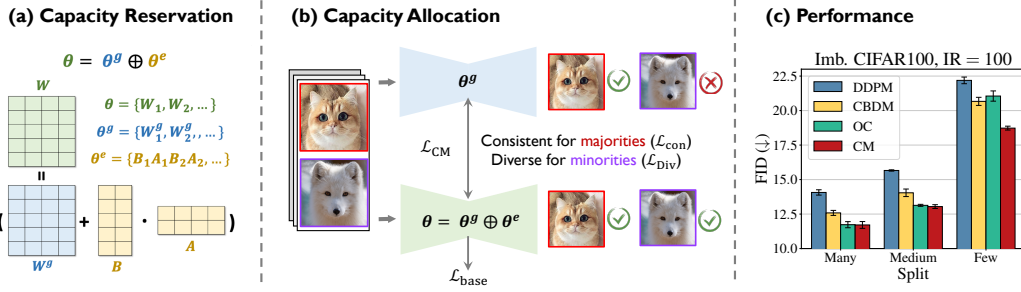 (a) Capacity Reservation
θ = θ^g ⊕ θ^e
W
θ = {W_1, W_2, ...}
θ^g = {W_1^g, W_2^g, , ...}
θ^e = {B_1A_1B_2A_2, ...}
=
( + · )
W^g B A
(b) Capacity Allocation
θ^g
ℒ_CM
Consistent for majorities (ℒ_con)
Diverse for minorities (ℒ_Div)
θ = θ^g ⊕ θ^e
ℒ_base
(c) Performance
Imb. CIFAR100, IR = 100
FID (↓)
22.5
20.0
17.5
15.0
12.5
10.0
DDPM
CBDM
OC
CM
Many Medium Few
Split